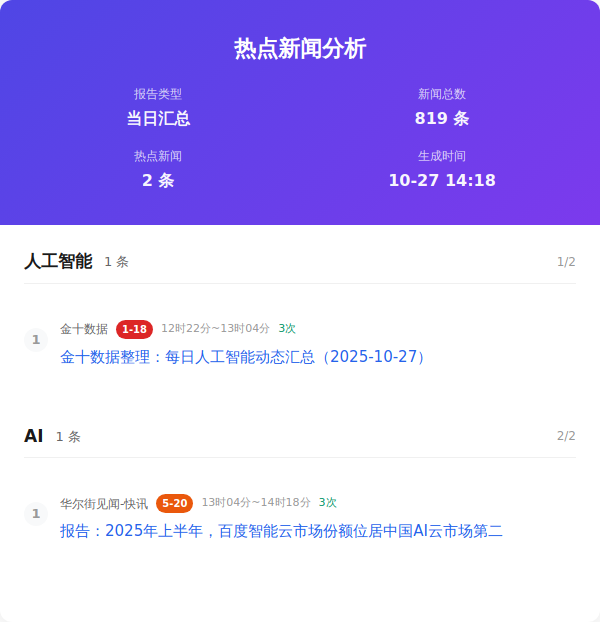 热点新闻分析
报告类型
当日汇总
新闻总数
819 条
热点新闻
2 条
生成时间
10-27 14:18
人工智能 1 条 1/2
1
金十数据 1-18 12时22分~13时04分 3次
金十数据整理：每日人工智能动态汇总（2025-10-27）
AI 1 条 2/2
1
华尔街见闻-快讯 5-20 13时04分~14时18分 3次
报告：2025年上半年，百度智能云市场份额位居中国AI云市场第二